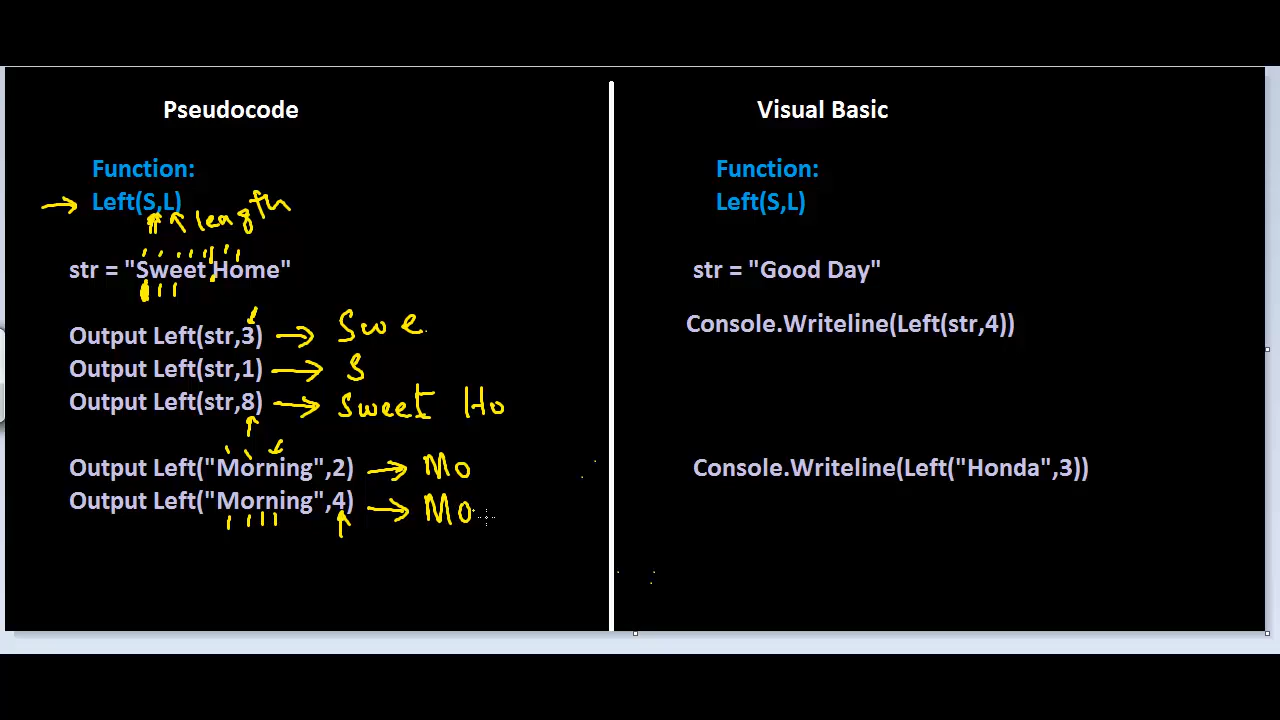 Pseudocode
Function:
Left(S,L)
length
str = "Sweet Home"
Output Left(str,3) → Swe
Output Left(str,1) → S
Output Left(str,8) → Sweet Ho
Output Left("Morning",2) → Mo
Output Left("Morning",4) → Mo
Visual Basic
Function:
Left(S,L)
str = "Good Day"
Console.Writeline(Left(str,4))
Console.Writeline(Left("Honda",3))